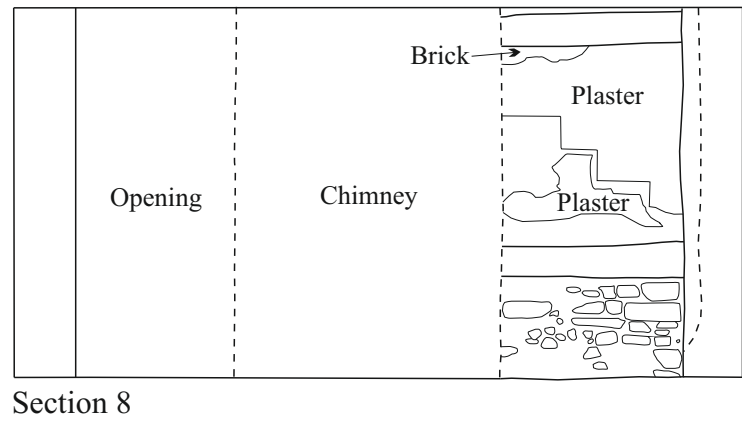 Brick
Plaster
Opening
Chimney
Plaster
Section 8